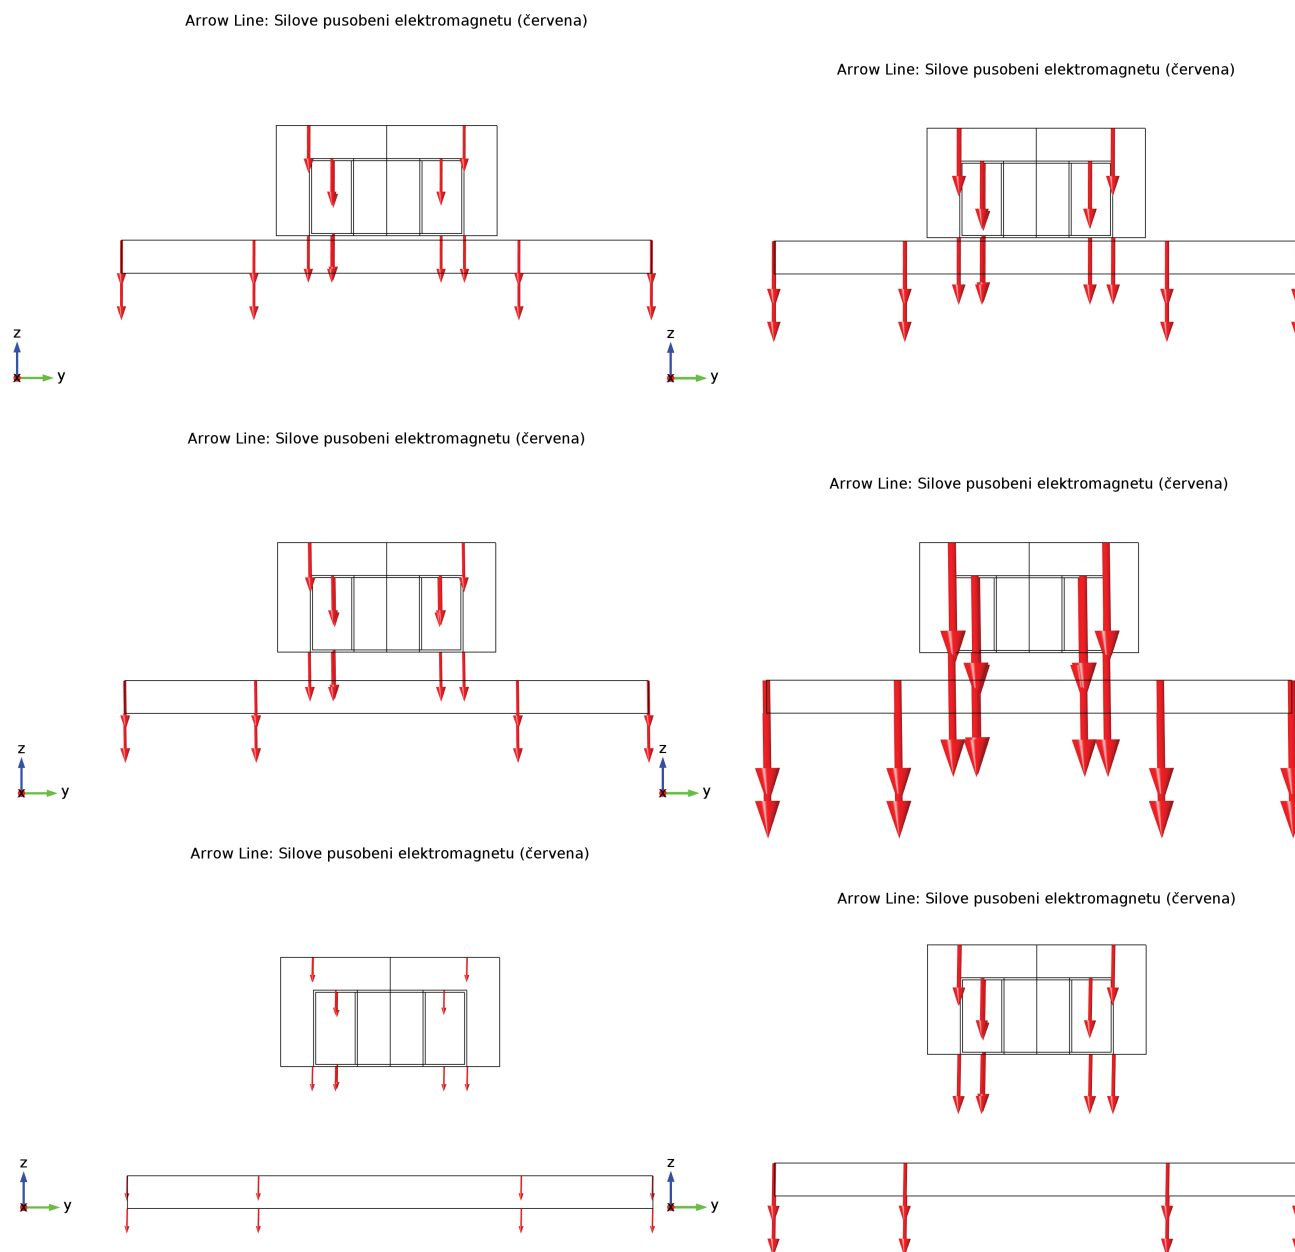 Arrow Line: Silove pusobeni elektromagnetu (červena)
Arrow Line: Silove pusobeni elektromagnetu (červena)
z
y
x
z
y
x
Arrow Line: Silove pusobeni elektromagnetu (červena)
Arrow Line: Silove pusobeni elektromagnetu (červena)
z
y
x
z
y
x
Arrow Line: Silove pusobeni elektromagnetu (červena)
Arrow Line: Silove pusobeni elektromagnetu (červena)
z
y
x
z
y
x